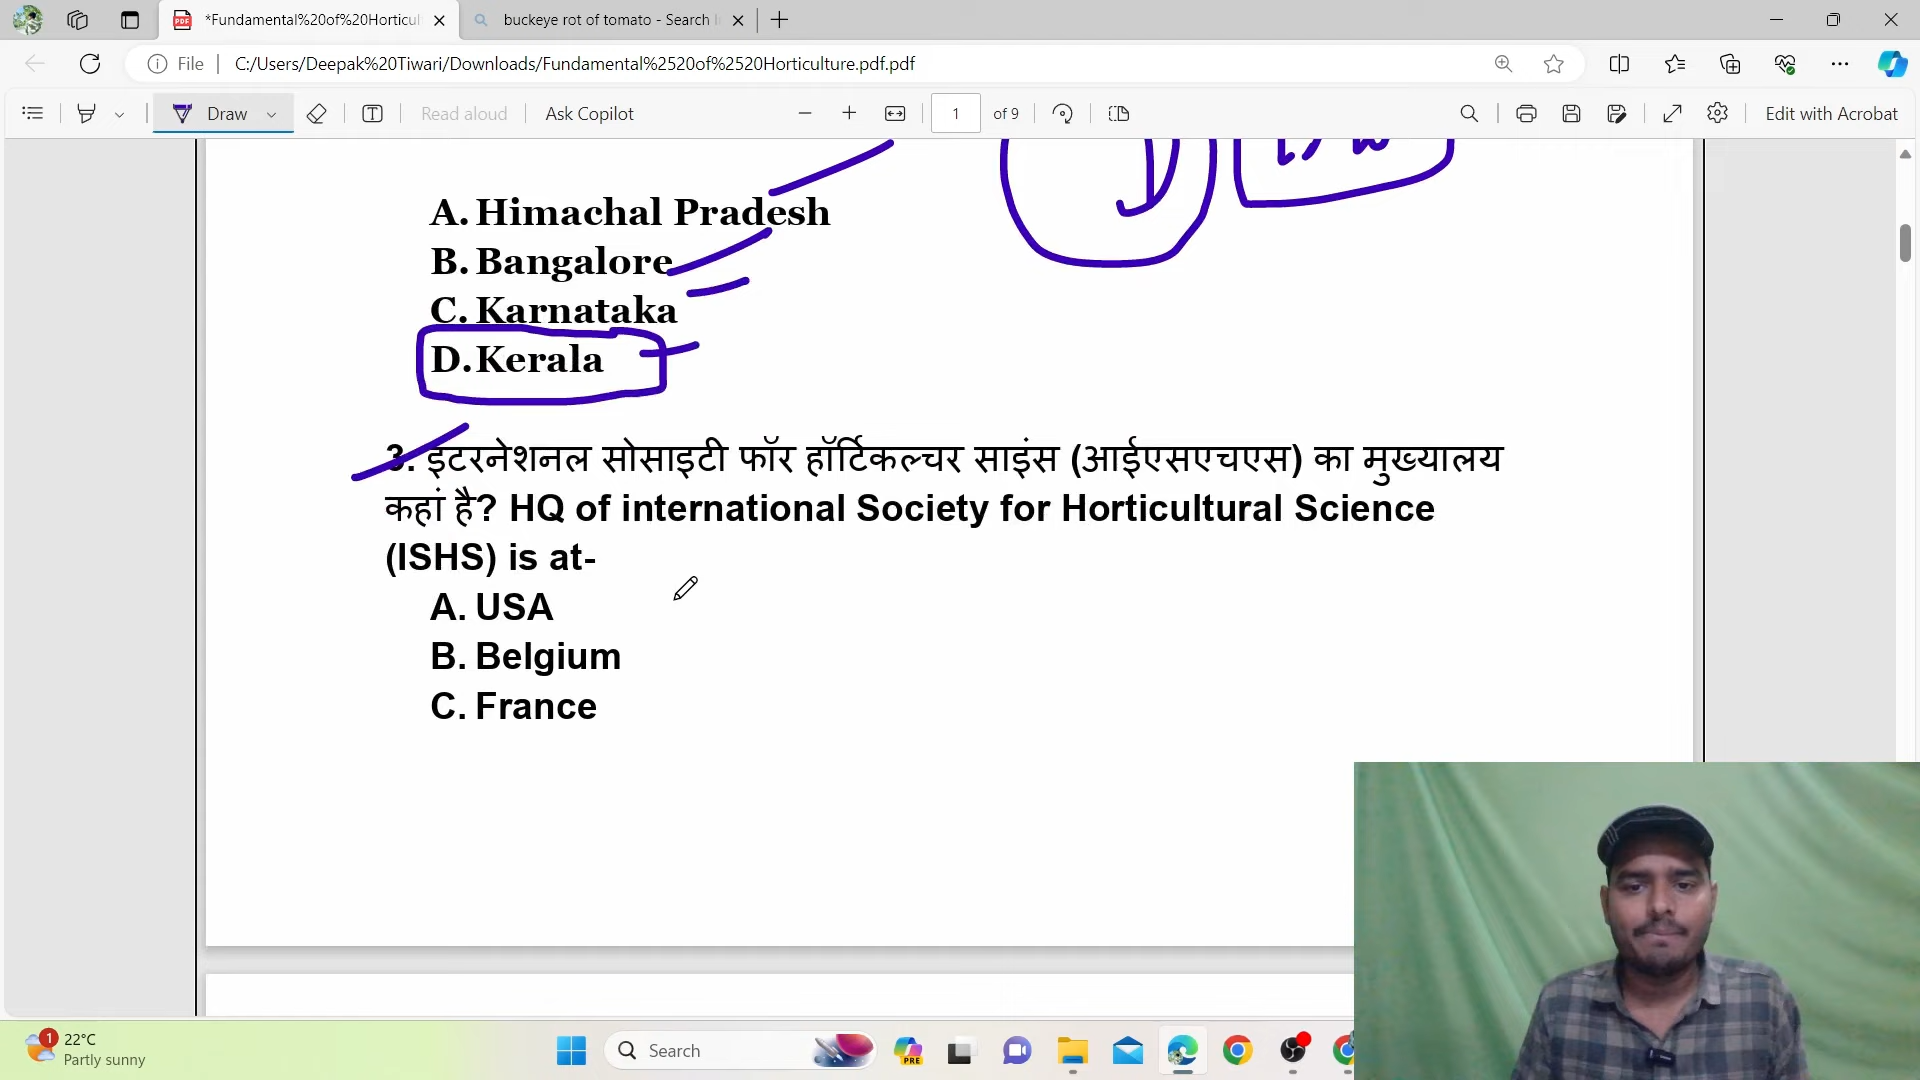 *Fundamental%20of%20Horticul
buckeye rot of tomato - Search
File
C:/Users/Deepak%20Tiwari/Downloads/Fundamental%2520of%2520Horticulture.pdf.pdf
Draw
Read aloud
Ask Copilot
1
of 9
Edit with Acrobat
D
A. Himachal Pradesh
B. Bangalore
C. Karnataka
D. Kerala
3. इंटरनेशनल सोसाइटी फॉर हॉर्टिकल्चर साइंस (आईएसएचएस) का मुख्यालय
कहां है? HQ of international Society for Horticultural Science
(ISHS) is at-
A. USA
B. Belgium
C. France
1
22°C
Partly sunny
Search
PRE